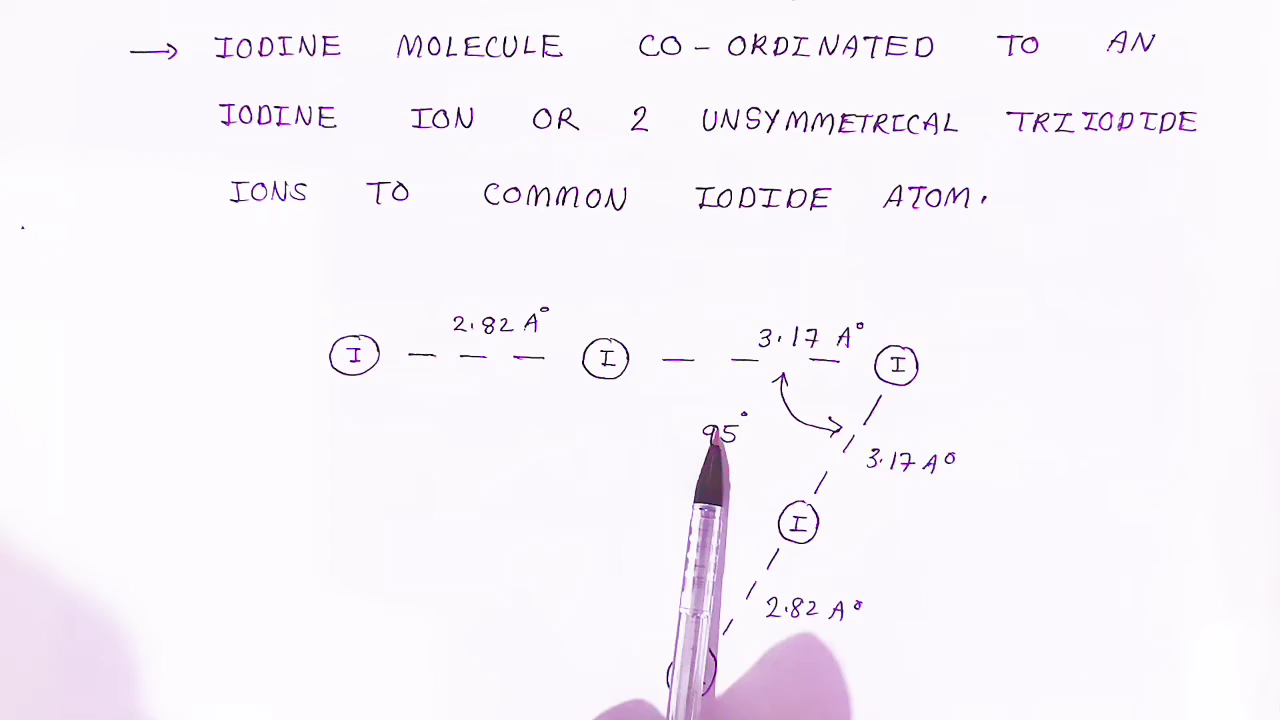 → IODINE MOLECULE CO-ORDINATED TO AN
IODINE ION OR 2 UNSYMMETRICAL TRIIODIDE
IONS TO COMMON IODIDE ATOM.
2.82 A° 3.17 A°
I I I
95°
3.17 A°
I
2.82 A°